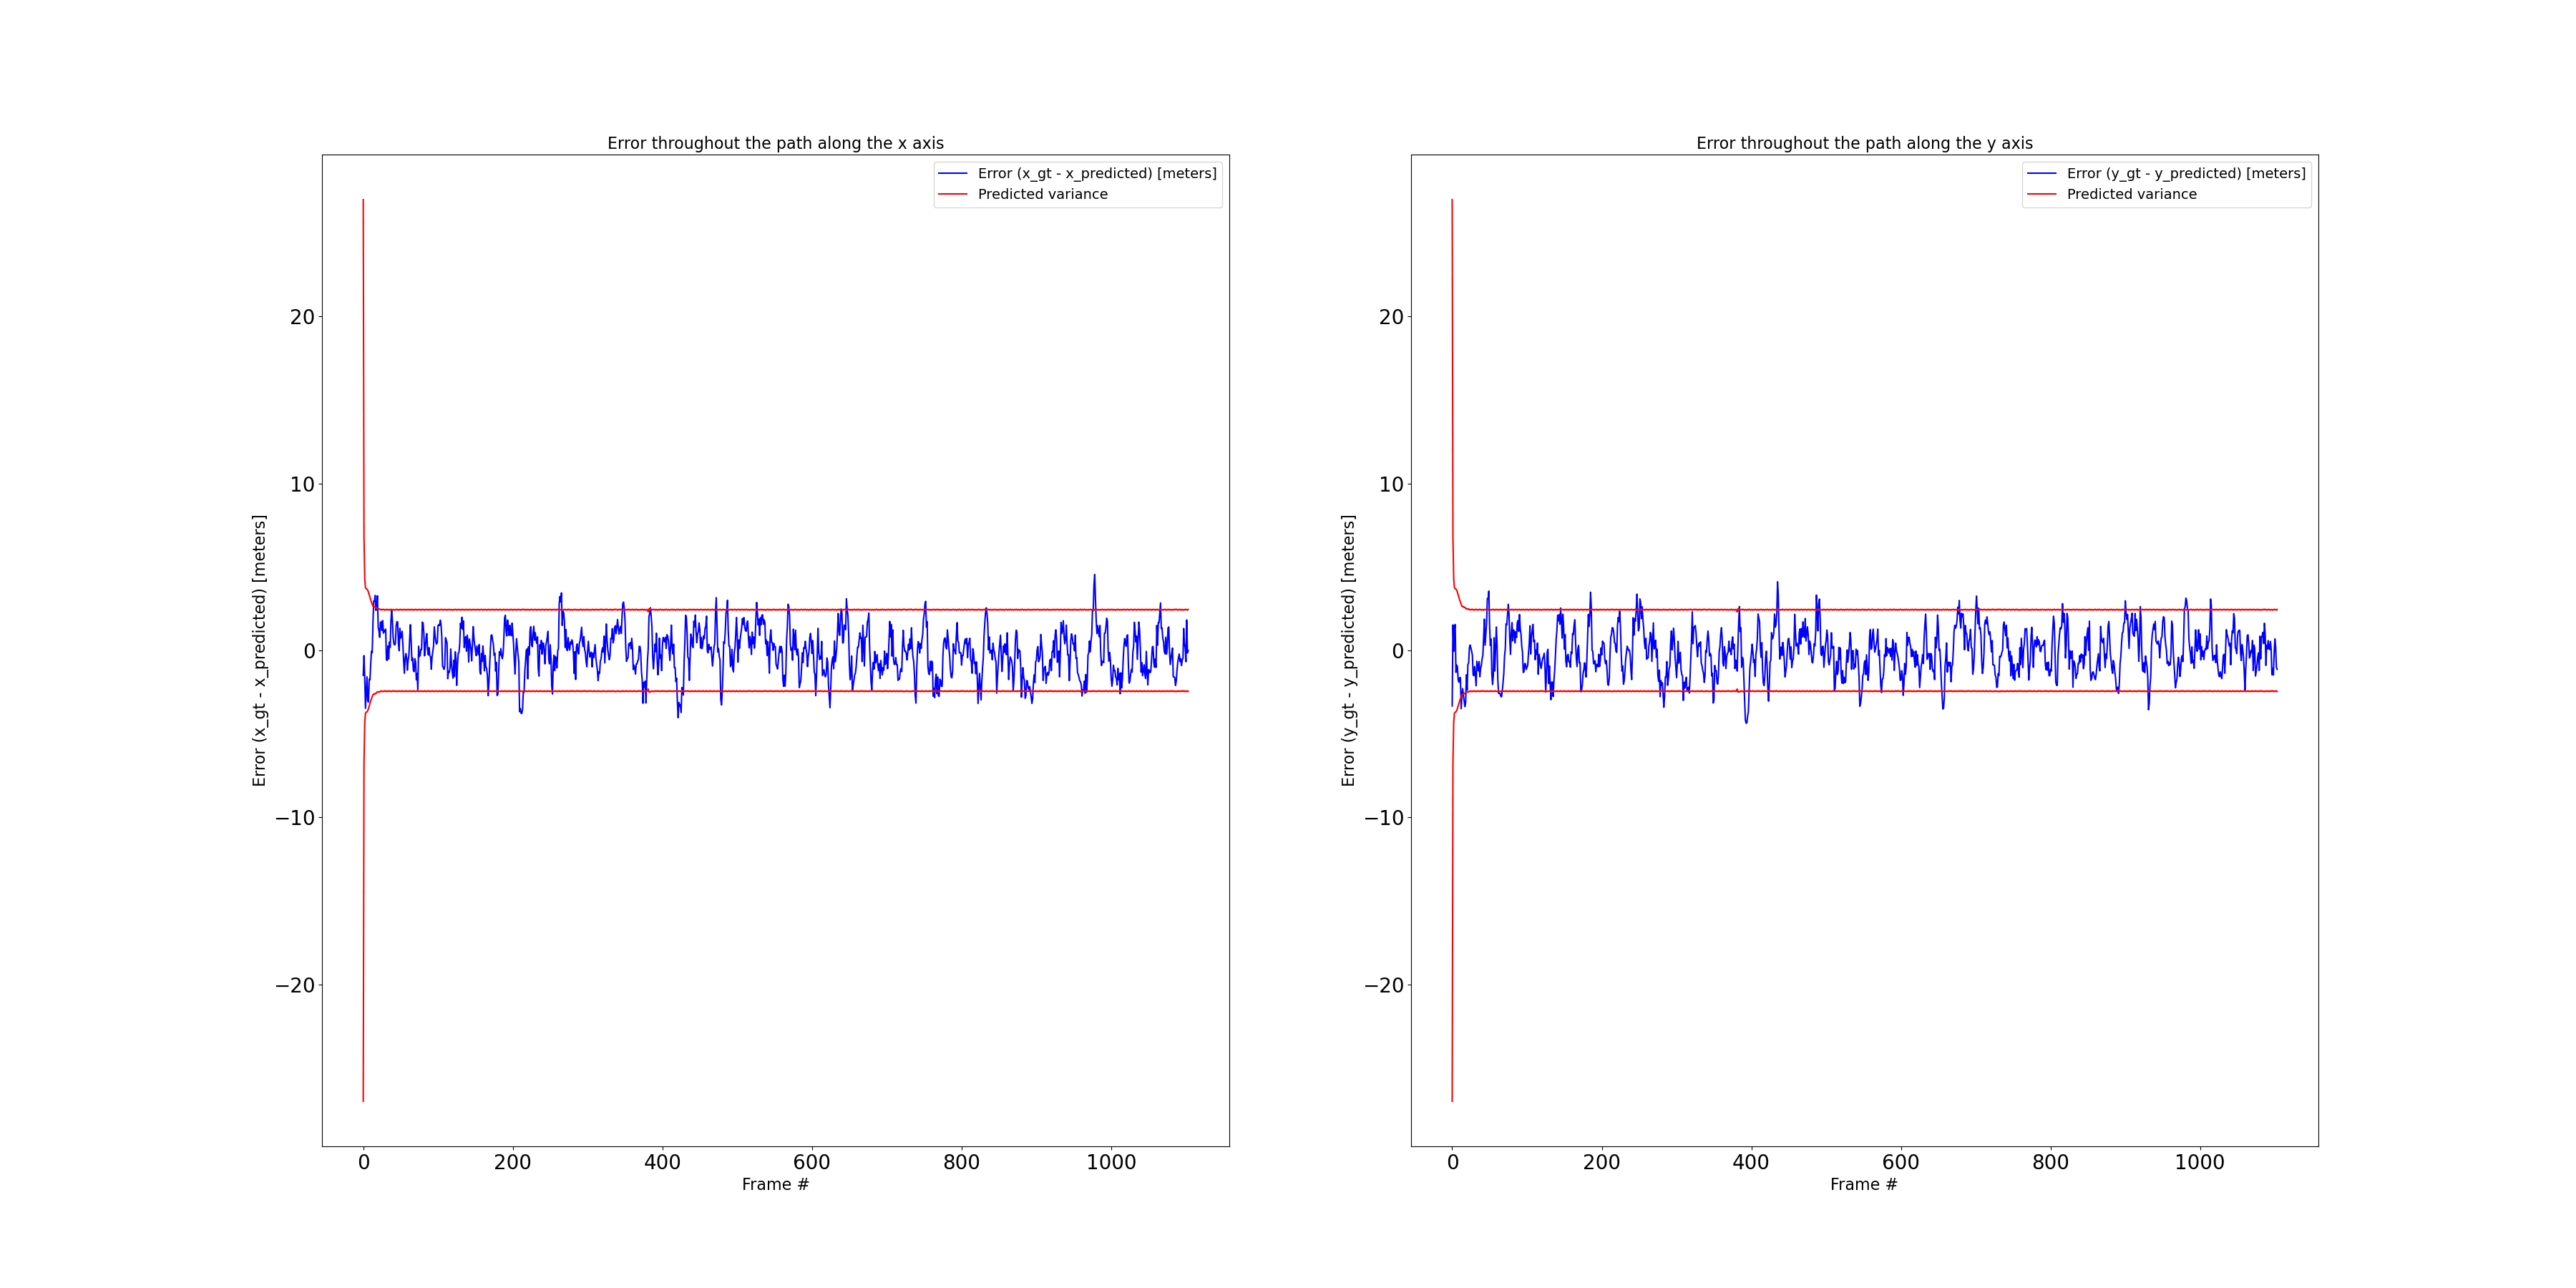 Error throughout the path along the x axis
Error (x_gt - x_predicted) [meters]
Predicted variance
20
10
0
−10
−20
Error (x_gt - x_predicted) [meters]
0 200 400 600 800 1000
Frame #
Error throughout the path along the y axis
Error (y_gt - y_predicted) [meters]
Predicted variance
20
10
0
−10
−20
Error (y_gt - y_predicted) [meters]
0 200 400 600 800 1000
Frame #